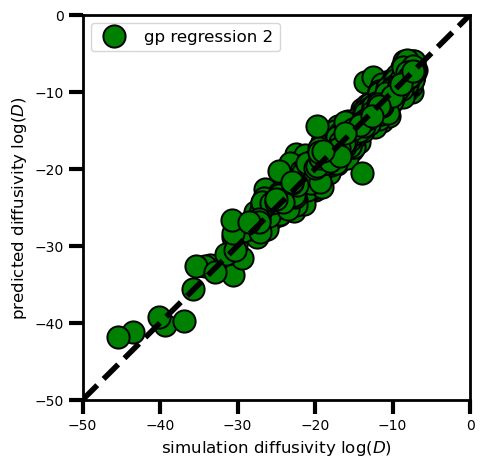 gp regression 2
predicted diffusivity log(D)
0
−10
−20
−30
−40
−50
−50 −40 −30 −20 −10 0
simulation diffusivity log(D)